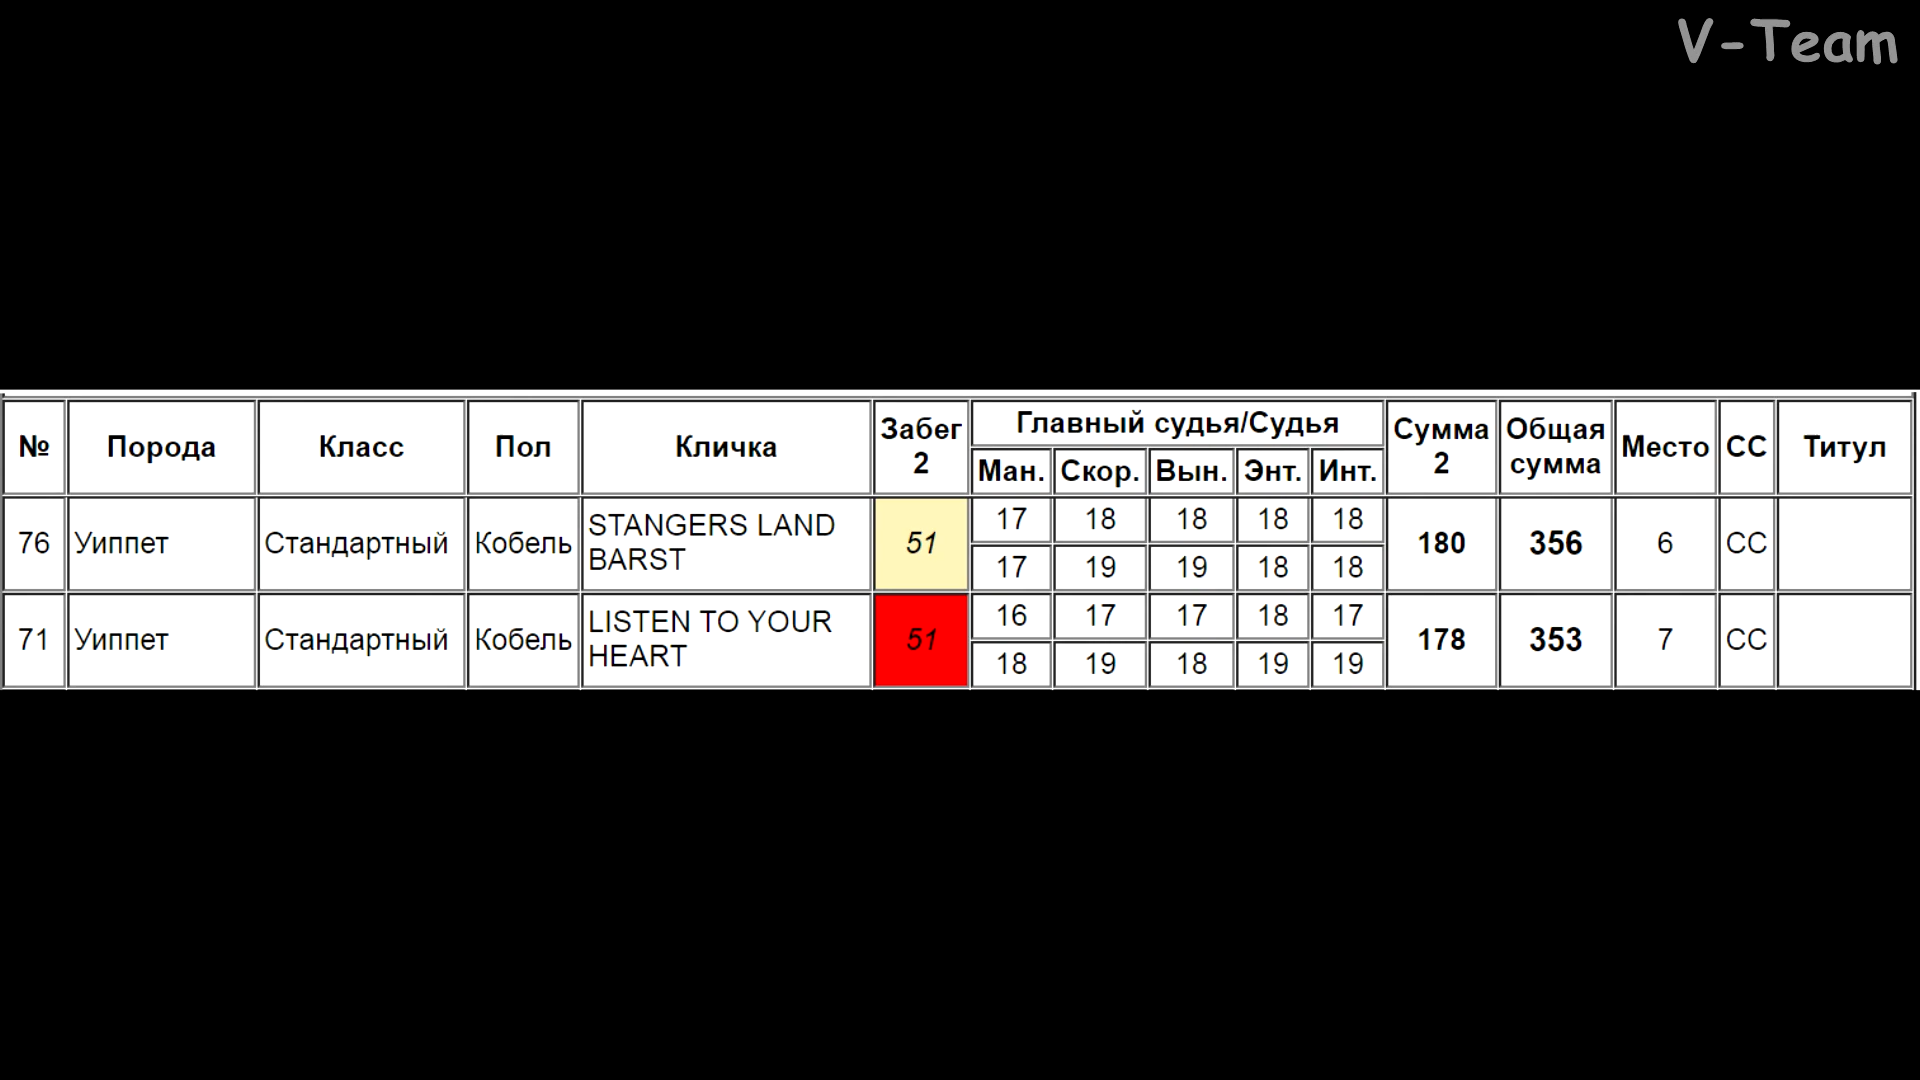 V-Team
№ Порода Класс Пол Кличка Забег 2 Главный судья/Судья Сумма 2 Общая сумма Место СС Титул
Ман. Скор. Вын. Энт. Инт.
76 Уиппет Стандартный Кобель STANGERS LAND BARST 51 17 18 18 18 18 180 356 6 СС
17 19 19 18 18
71 Уиппет Стандартный Кобель LISTEN TO YOUR HEART 51 16 17 17 18 17 178 353 7 СС
18 19 18 19 19